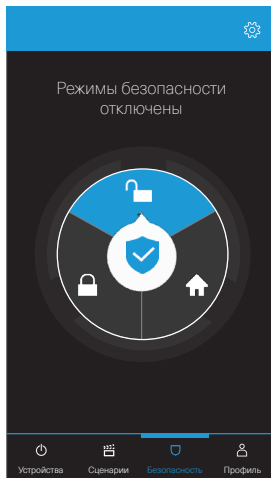 Режимы безопасности
отключены
Устройства Сценарии Безопасность Профиль